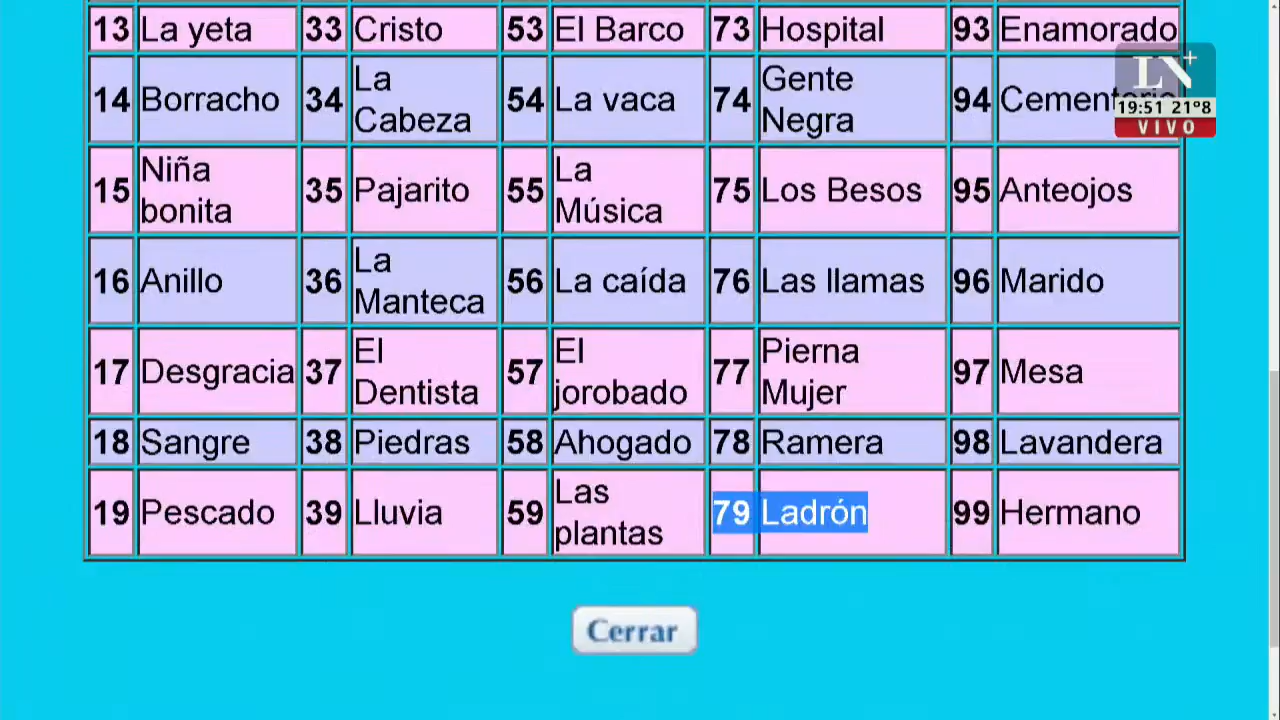 13 La yeta 33 Cristo 53 El Barco 73 Hospital 93 Enamorado
14 Borracho 34 La Cabeza 54 La vaca 74 Gente Negra 94
15 Niña bonita 35 Pajarito 55 La Música 75 Los Besos 95 Anteojos
16 Anillo 36 La Manteca 56 La caída 76 Las llamas 96 Marido
17 Desgracia 37 El Dentista 57 El jorobado 77 Pierna Mujer 97 Mesa
18 Sangre 38 Piedras 58 Ahogado 78 Ramera 98 Lavandera
19 Pescado 39 Lluvia 59 Las plantas 79 Ladrón 99 Hermano
Cerrar
LN+
19:51 21°8
VIVO